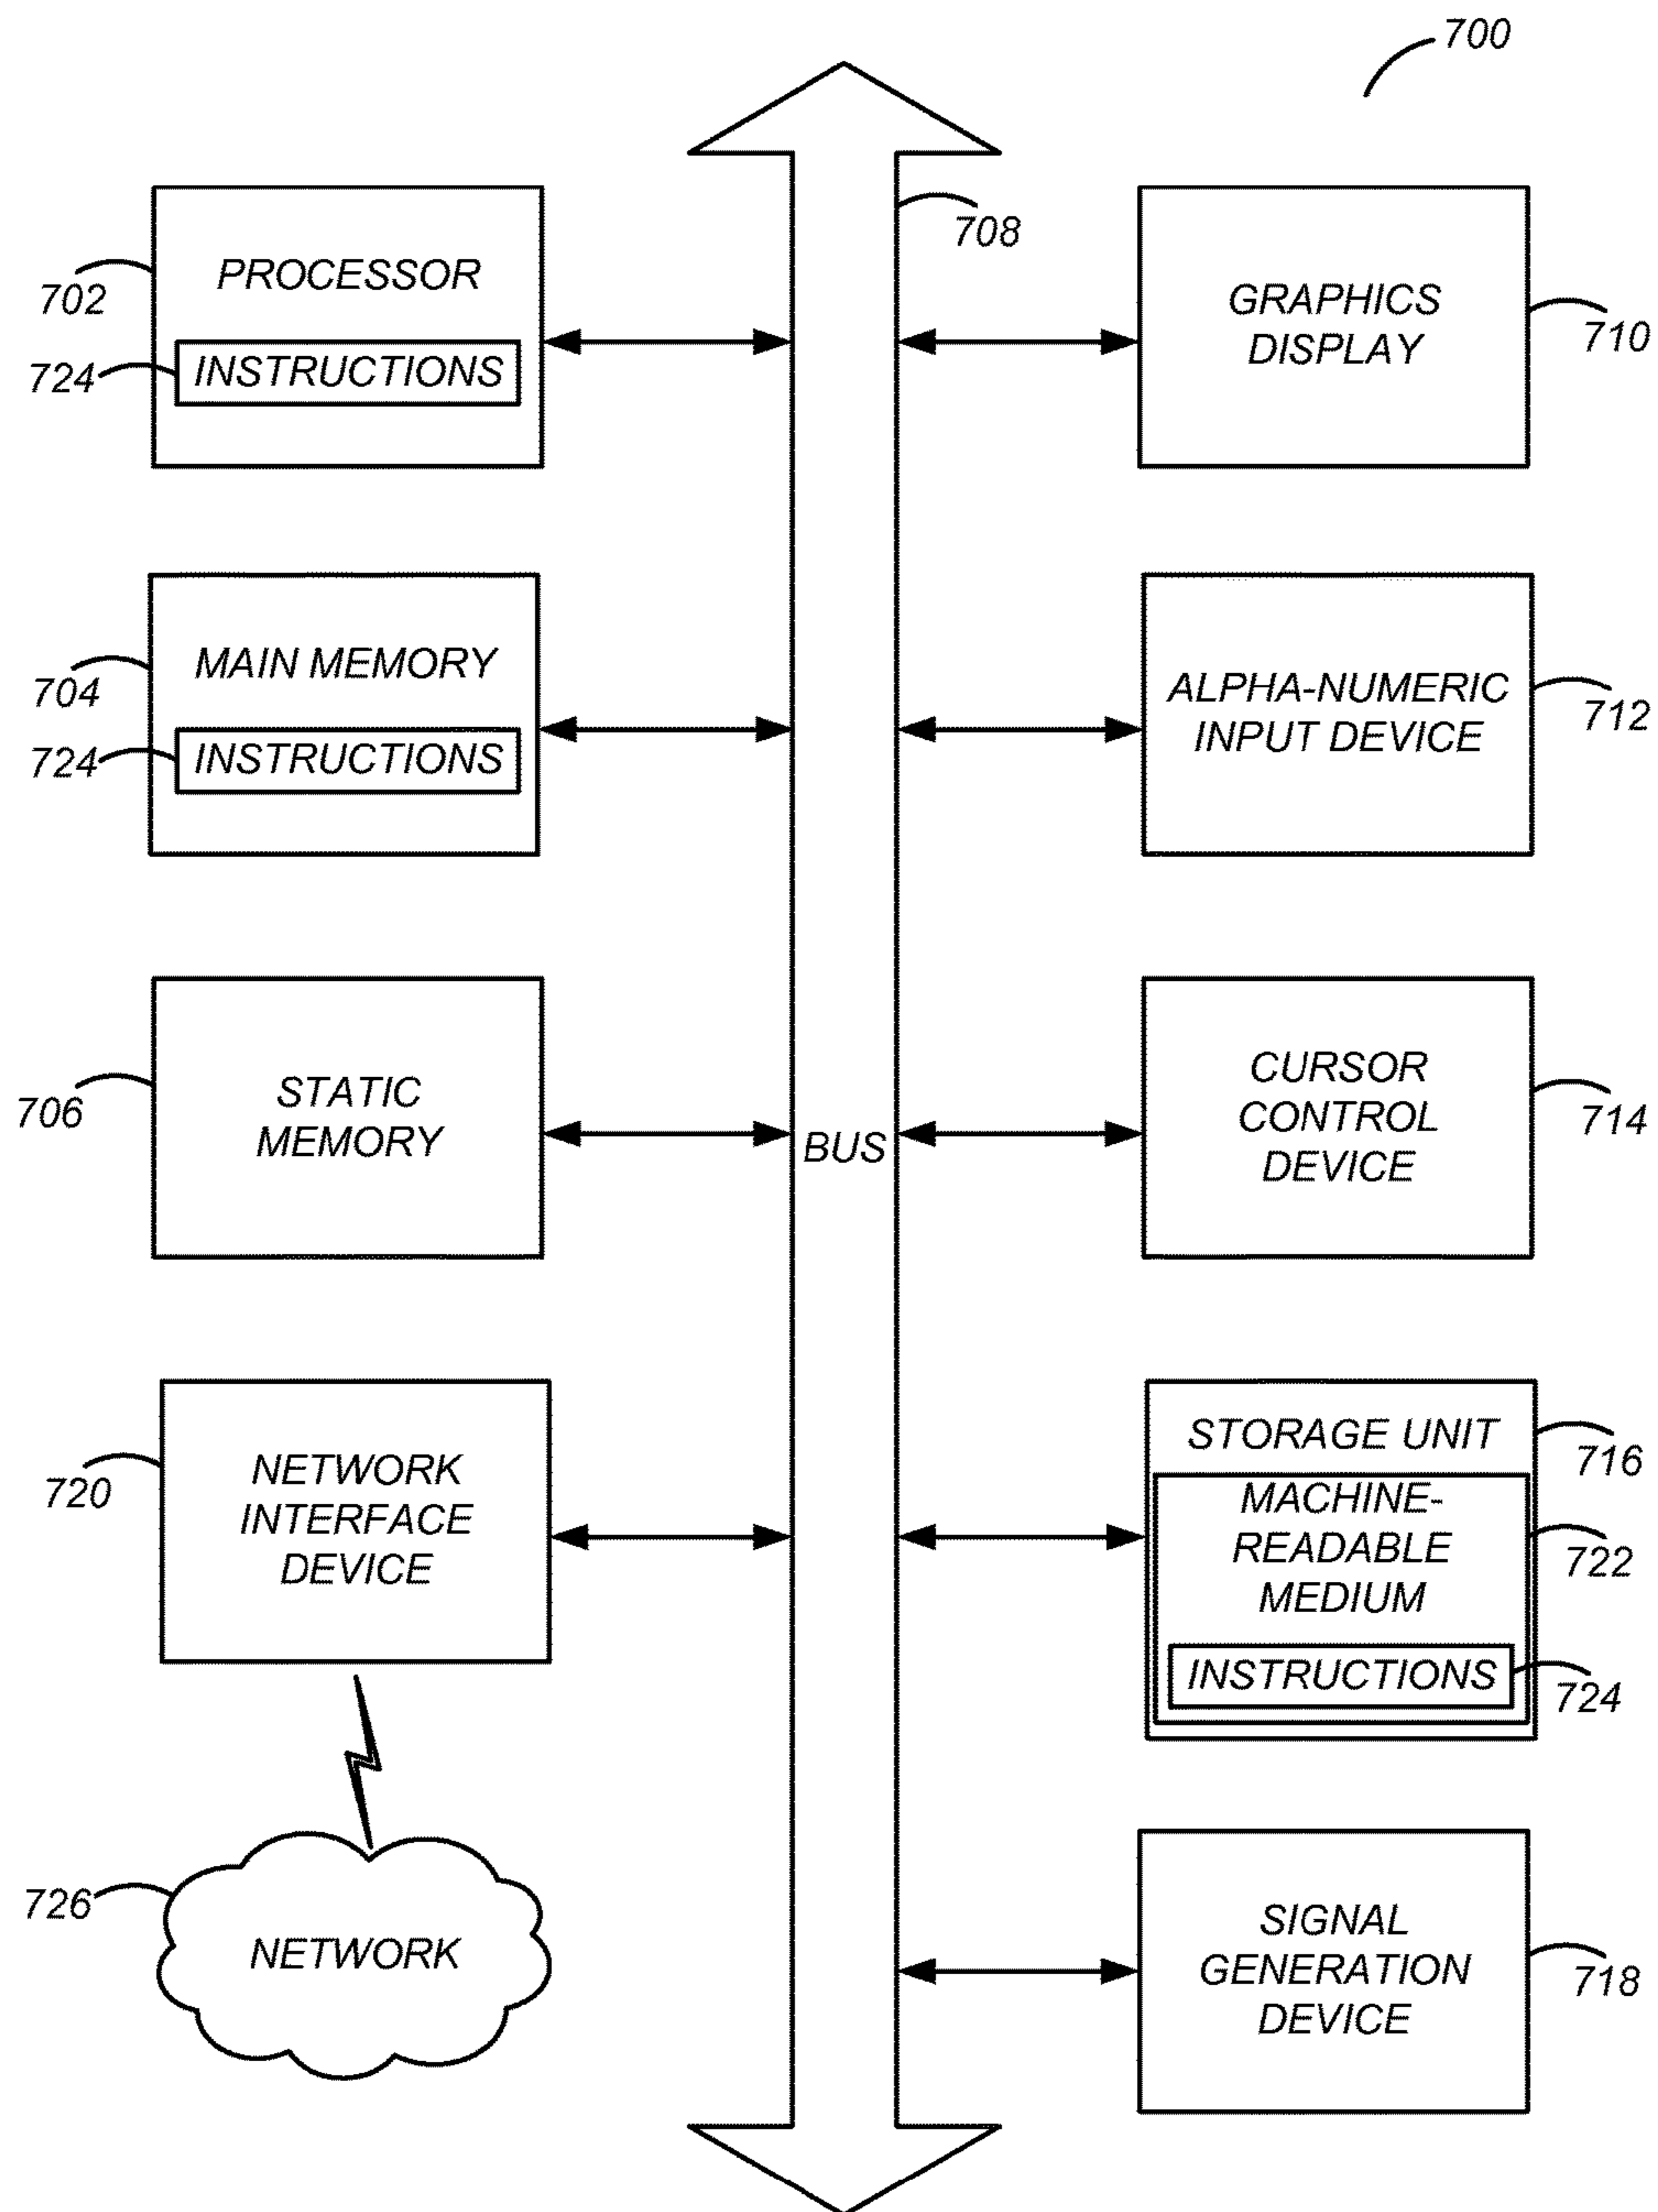 700
708
702
PROCESSOR
724
INSTRUCTIONS
GRAPHICS
DISPLAY
710
704
MAIN MEMORY
724
INSTRUCTIONS
ALPHA-NUMERIC
INPUT DEVICE
712
706
STATIC
MEMORY
BUS
CURSOR
CONTROL
DEVICE
714
720
NETWORK
INTERFACE
DEVICE
STORAGE UNIT
716
MACHINE-
READABLE
MEDIUM
722
INSTRUCTIONS
724
726
NETWORK
SIGNAL
GENERATION
DEVICE
718